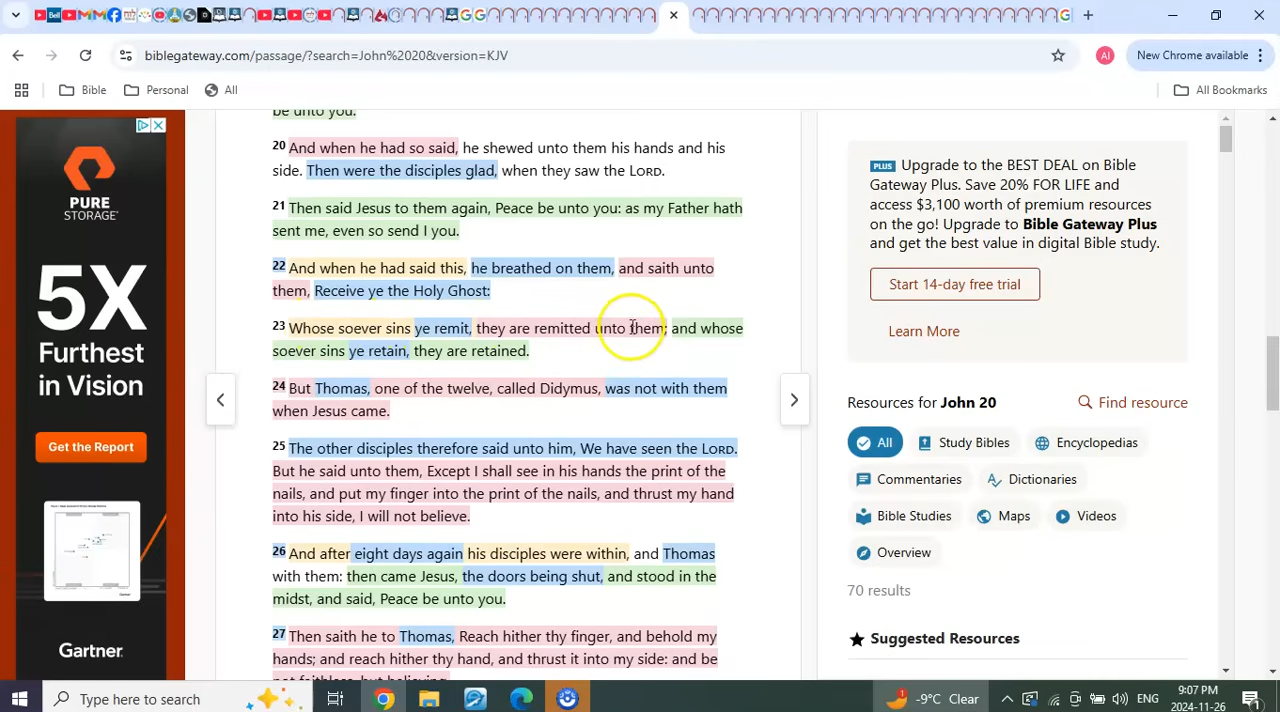 biblegateway.com/passage/?search=John%2020&version=KJV
AI
New Chrome available
Bible
Personal
All
All Bookmarks
be unto you.
20 And when he had so said, he shewed unto them his hands and his
side. Then were the disciples glad, when they saw the LORD.
21 Then said Jesus to them again, Peace be unto you: as my Father hath
sent me, even so send I you.
22 And when he had said this, he breathed on them, and saith unto
them, Receive ye the Holy Ghost:
23 Whose soever sins ye remit, they are remitted unto them; and whose
soever sins ye retain, they are retained.
24 But Thomas, one of the twelve, called Didymus, was not with them
when Jesus came.
25 The other disciples therefore said unto him, We have seen the LORD.
But he said unto them, Except I shall see in his hands the print of the
nails, and put my finger into the print of the nails, and thrust my hand
into his side, I will not believe.
26 And after eight days again his disciples were within, and Thomas
with them: then came Jesus, the doors being shut, and stood in the
midst, and said, Peace be unto you.
27 Then saith he to Thomas, Reach hither thy finger, and behold my
hands; and reach hither thy hand, and thrust it into my side: and be
not faithless, but believing.
PURE
STORAGE
5X
Furthest
in Vision
Get the Report
Gartner
PLUS Upgrade to the BEST DEAL on Bible
Gateway Plus. Save 20% FOR LIFE and
access $3,100 worth of premium resources
on the go! Upgrade to Bible Gateway Plus
and get the best value in digital Bible study.
Start 14-day free trial
Learn More
Resources for John 20
Find resource
All
Study Bibles
Encyclopedias
Commentaries
Dictionaries
Bible Studies
Maps
Videos
Overview
70 results
Suggested Resources
Type here to search
-9°C Clear
ENG
9:07 PM
2024-11-26